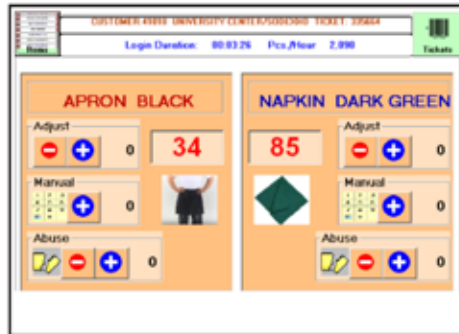 CUSTOMER 41010 UNIVERSITY CENTER/SODEXHO TICKET: 335664
Login Duration: 00:03:26 Pcs./Hour 2,090
Tickets
APRON BLACK
NAPKIN DARK GREEN
Adjust
0
34
85
Adjust
0
Manual
0
Manual
0
Abuse
0
Abuse
0